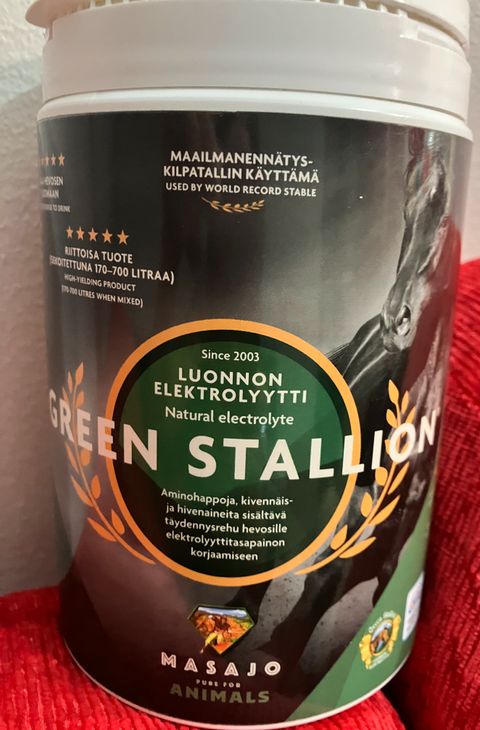 MAAILMANENNÄTYS-
KILPATALLIN KÄYTTÄMÄ
USED BY WORLD RECORD STABLE
TO DRINK
RIITTOISA TUOTE
170–700 LITRAA)
HIGH-YIELDING PRODUCT
(170-700 LITRES WHEN MIXED)
Since 2003
LUONNON
ELEKTROLYYTTI
Natural electrolyte
GREEN STALLION
Aminohappoja, kivennäis-
ja hivenaineita sisältävä
täydennysrehu hevosille
elektrolyyttitasapainon
korjaamiseen
MASAJO
PURE FOR
ANIMALS